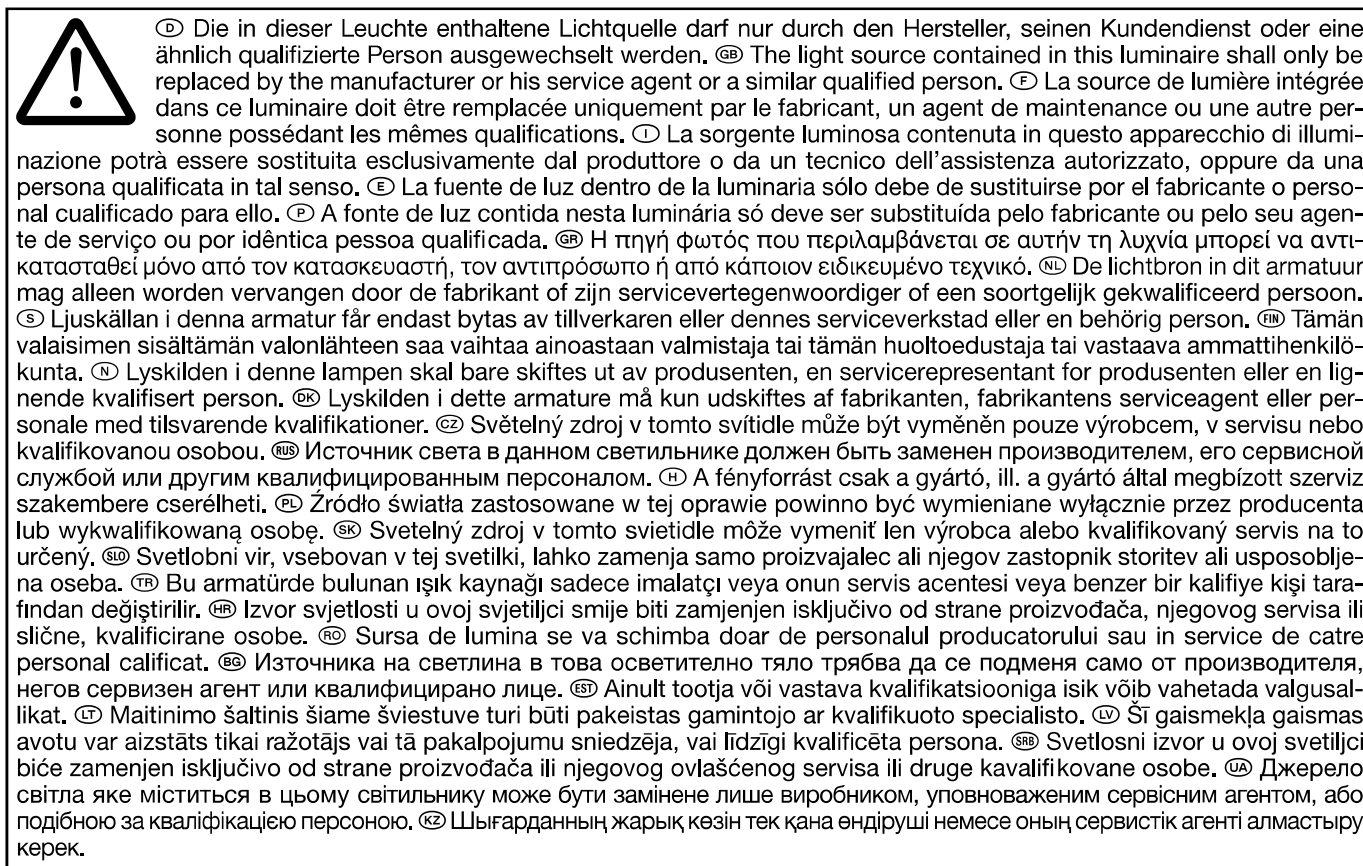 Ⓓ Die in dieser Leuchte enthaltene Lichtquelle darf nur durch den Hersteller, seinen Kundendienst oder eine
ähnlich qualifizierte Person ausgewechselt werden. GB The light source contained in this luminaire shall only be
replaced by the manufacturer or his service agent or a similar qualified person. Ⓕ La source de lumière intégrée
dans ce luminaire doit être remplacée uniquement par le fabricant, un agent de maintenance ou une autre per-
sonne possédant les mêmes qualifications. Ⓘ La sorgente luminosa contenuta in questo apparecchio di illumi-
nazione potrà essere sostituita esclusivamente dal produttore o da un tecnico dell'assistenza autorizzato, oppure da una
persona qualificata in tal senso. Ⓔ La fuente de luz dentro de la luminaria sólo debe de sustituirse por el fabricante o perso-
nal cualificado para ello. Ⓟ A fonte de luz contida nesta luminária só deve ser substituída pelo fabricante ou pelo seu agen-
te de serviço ou por idêntica pessoa qualificada. GR Η πηγή φωτός που περιλαμβάνεται σε αυτήν τη λυχνία μπορεί να αντι-
κατασταθεί μόνο από τον κατασκευαστή, τον αντιπρόσωπο ή από κάποιον ειδικευμένο τεχνικό. NL De lichtbron in dit armatuur
mag alleen worden vervangen door de fabrikant of zijn servicevertegenwoordiger of een soortgelijk gekwalificeerd persoon.
Ⓢ Ljuskällan i denna armatur får endast bytas av tillverkaren eller dennes serviceverkstad eller en behörig person. FIN Tämän
valaisimen sisältämän valonlähteen saa vaihtaa ainoastaan valmistaja tai tämän huoltoedustaja tai vastaava ammattihenkilö-
kunta. Ⓝ Lyskilden i denne lampen skal bare skiftes ut av produsenten, en servicerepresentant for produsenten eller en lig-
nende kvalifisert person. DK Lyskilden i dette armature må kun udskiftes af fabrikanten, fabrikantens serviceagent eller per-
sonale med tilsvarende kvalifikationer. CZ Světelný zdroj v tomto svítidle může být vyměněn pouze výrobcem, v servisu nebo
kvalifikovanou osobou. RUS Источник света в данном светильнике должен быть заменен производителем, его сервисной
службой или другим квалифицированным персоналом. Ⓗ A fényforrást csak a gyártó, ill. a gyártó által megbízott szerviz
szakembere cserélheti. PL Źródło światła zastosowane w tej oprawie powinno być wymieniane wyłącznie przez producenta
lub wykwalifikowaną osobę. SK Svetelný zdroj v tomto svietidle môže vymeniť len výrobca alebo kvalifikovaný servis na to
určený. SLO Svetlobni vir, vsebovan v tej svetilki, lahko zamenja samo proizvajalec ali njegov zastopnik storitev ali usposoblje-
na oseba. TR Bu armatürde bulunan ışık kaynağı sadece imalatçı veya onun servis acentesi veya benzer bir kalifiye kişi tara-
fından değiştirilir. HR Izvor svjetlosti u ovoj svjetiljci smije biti zamjenjen isključivo od strane proizvođača, njegovog servisa ili
slične, kvalificirane osobe. RO Sursa de lumina se va schimba doar de personalul producatorului sau in service de catre
personal calificat. BG Източника на светлина в това осветително тяло трябва да се подменя само от производителя,
негов сервизен агент или квалифицирано лице. EST Ainult tootja või vastava kvalifikatsiooniga isik võib vahetada valgusal-
likat. LT Maitinimo šaltinis šiame šviestuve turi būti pakeistas gamintojo ar kvalifikuoto specialisto. LV Šī gaismekļa gaismas
avotu var aizstāts tikai ražotājs vai tā pakalpojumu sniedzēja, vai līdzīgi kvalificēta persona. SRB Svetlosni izvor u ovoj svetiljci
biće zamenjen isključivo od strane proizvođača ili njegovog ovlašćenog servisa ili druge kavalifikovane osobe. UA Джерело
світла яке міститься в цьому світильнику може бути замінене лише виробником, уповноваженим сервісним агентом, або
подібною за кваліфікацією персоною. KZ Шығарданның жарық көзін тек қана өндіруші немесе оның сервистік агенті алмастыру
керек.